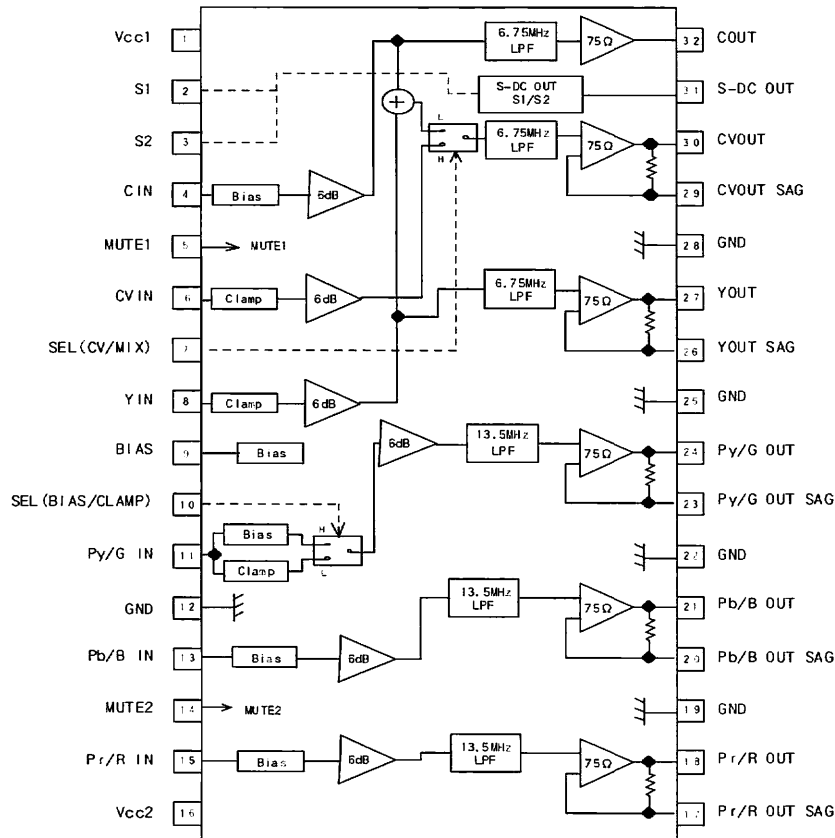 Vcc1 1 6.75MHz LPF 75Ω 32 COUT
S1 2 S-DC OUT S1/S2 31 S-DC OUT
S2 3 + L H 6.75MHz LPF 75Ω 30 CVOUT
CIN 4 Bias 6dB 29 CVOUT SAG
MUTE1 5 MUTE1 28 GND
CVIN 6 Clamp 6dB 6.75MHz LPF 75Ω 27 YOUT
SEL(CV/MIX) 7 26 YOUT SAG
YIN 8 Clamp 6dB 25 GND
BIAS 9 Bias 6dB 13.5MHz LPF 75Ω 24 Py/G OUT
SEL(BIAS/CLAMP) 10 23 Py/G OUT SAG
Py/G IN 11 Bias Clamp H L 22 GND
GND 12 13.5MHz LPF 75Ω 21 Pb/B OUT
Pb/B IN 13 Bias 6dB 20 Pb/B OUT SAG
MUTE2 14 MUTE2 19 GND
Pr/R IN 15 Bias 6dB 13.5MHz LPF 75Ω 18 Pr/R OUT
Vcc2 16 17 Pr/R OUT SAG